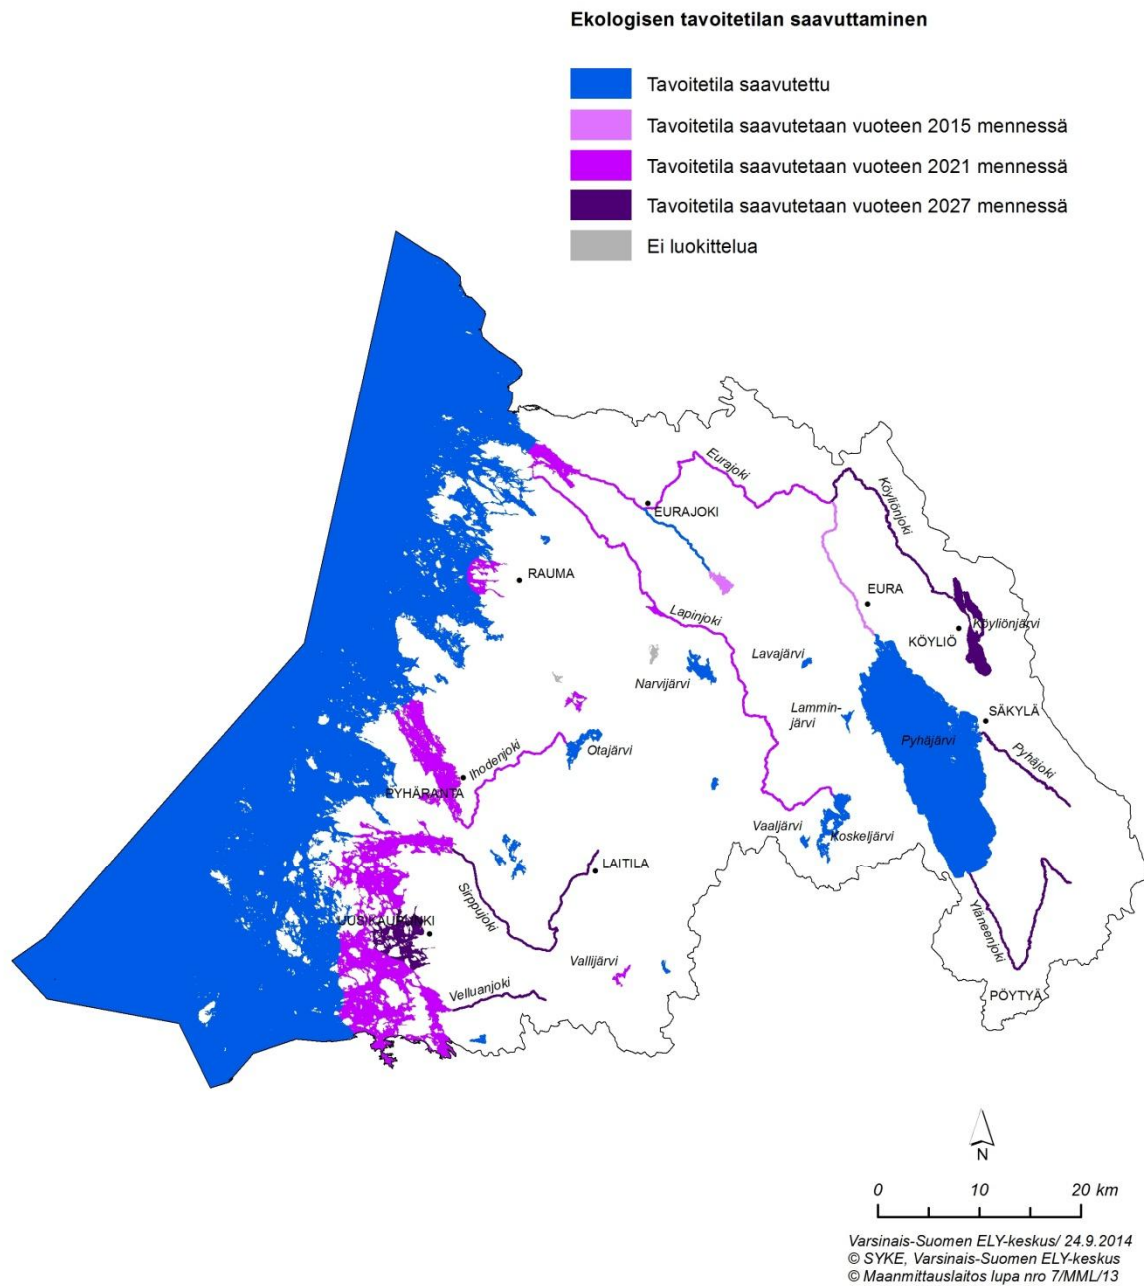 Ekologisen tavoitetilan saavuttaminen
Tavoitetila saavutettu
Tavoitetila saavutetaan vuoteen 2015 mennessä
Tavoitetila saavutetaan vuoteen 2021 mennessä
Tavoitetila saavutetaan vuoteen 2027 mennessä
Ei luokittelua
Eurajoki
Köyliönjoki
EURAJOKI
RAUMA
EURA
Lapinjoki
KÖYLIÖ
Köyliönjärvi
Lavajärvi
Narvijärvi
Lammin-
järvi
SÄKYLÄ
Pyhäjärvi
Otajärvi
Ihodenjoki
Pyhäjoki
PYHÄRANTA
Vaaljärvi
Koskeljärvi
LAITILA
Sirppujoki
UUSIKAUPUNKI
Yläneenjoki
Vallijärvi
Velluanjoki
PÖYTYÄ
N
0 10 20 km
Varsinais-Suomen ELY-keskus/ 24.9.2014
© SYKE, Varsinais-Suomen ELY-keskus
© Maanmittauslaitos lupa nro 7/MML/13